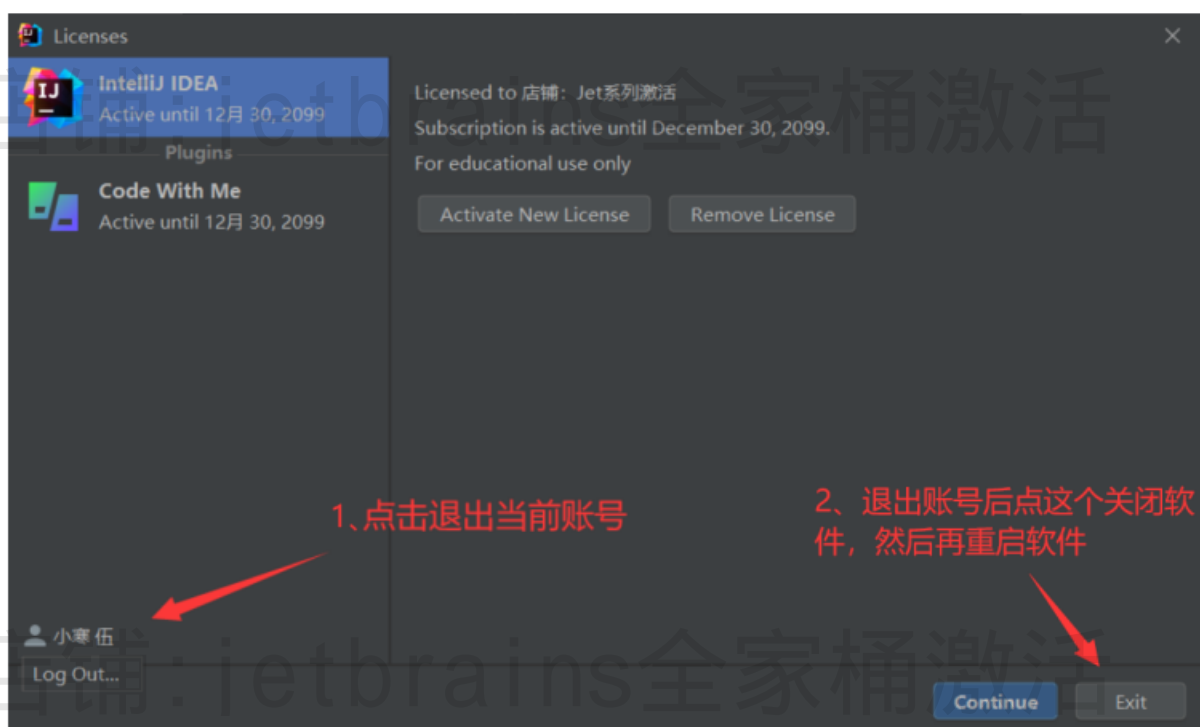 Licenses
IntelliJ IDEA
Active until 12月 30, 2099
Plugins
Code With Me
Active until 12月 30, 2099
Licensed to 店铺：Jet系列激活
Subscription is active until December 30, 2099.
For educational use only
Activate New License
Remove License
1、点击退出当前账号
2、退出账号后点这个关闭软
件，然后再重启软件
小寒 伍
Log Out...
Continue
Exit
店铺:jetbrains全家桶激活
店铺:jetbrains全家桶激活